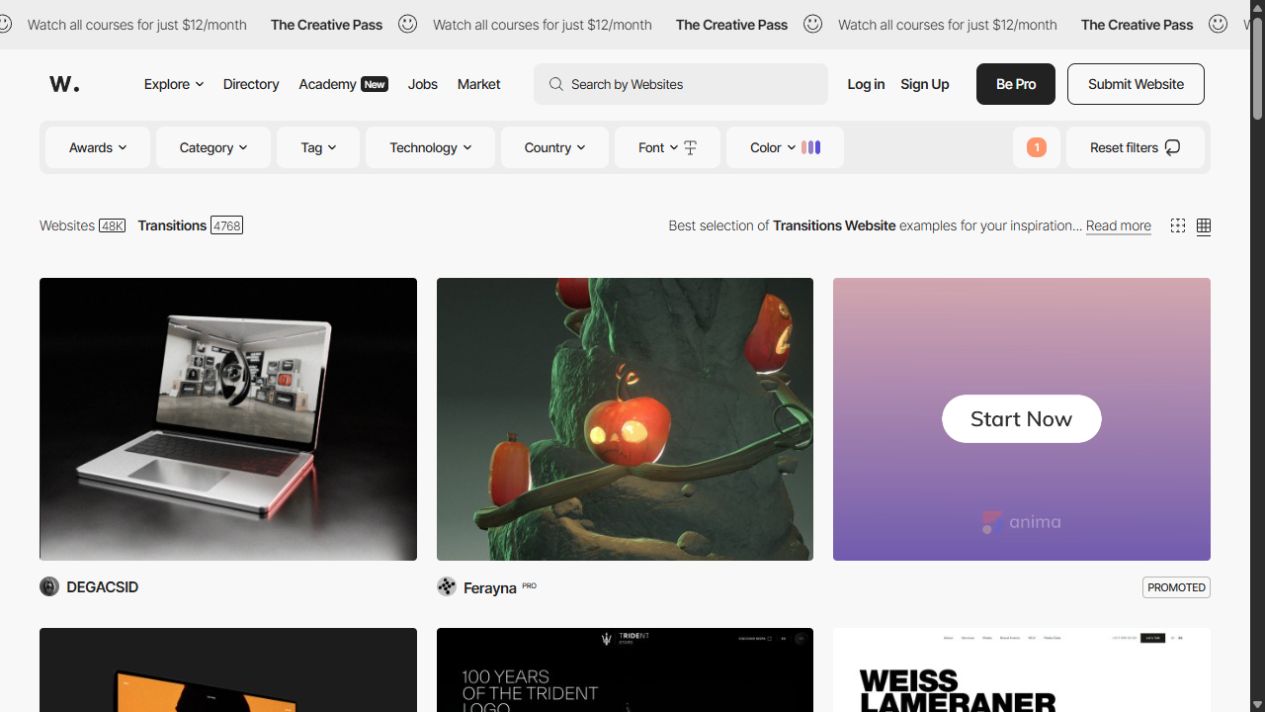 Watch all courses for just $12/month The Creative Pass Watch all courses for just $12/month The Creative Pass Watch all courses for just $12/month The Creative Pass
W. Explore Directory Academy New Jobs Market Search by Websites Log in Sign Up Be Pro Submit Website
Awards Category Tag Technology Country Font Color 1 Reset filters
Websites 48K Transitions 4768 Best selection of Transitions Website examples for your inspiration... Read more
Start Now
anima
DEGACSID Ferayna PRO PROMOTED
TRIDENT
100 YEARS
OF THE TRIDENT
LOGO
WEISS
LAMERANER